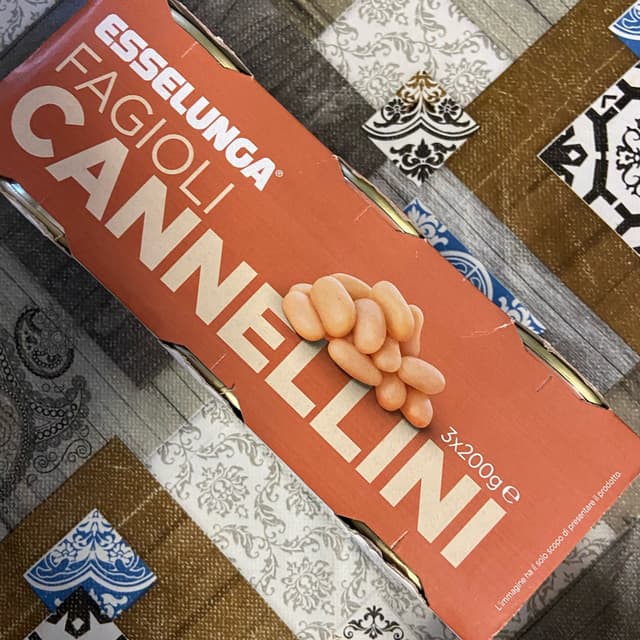 ESSELUNGA®
FAGIOLI
CANNELLINI
3x200g e
L'immagine ha il solo scopo di presentare il prodotto.